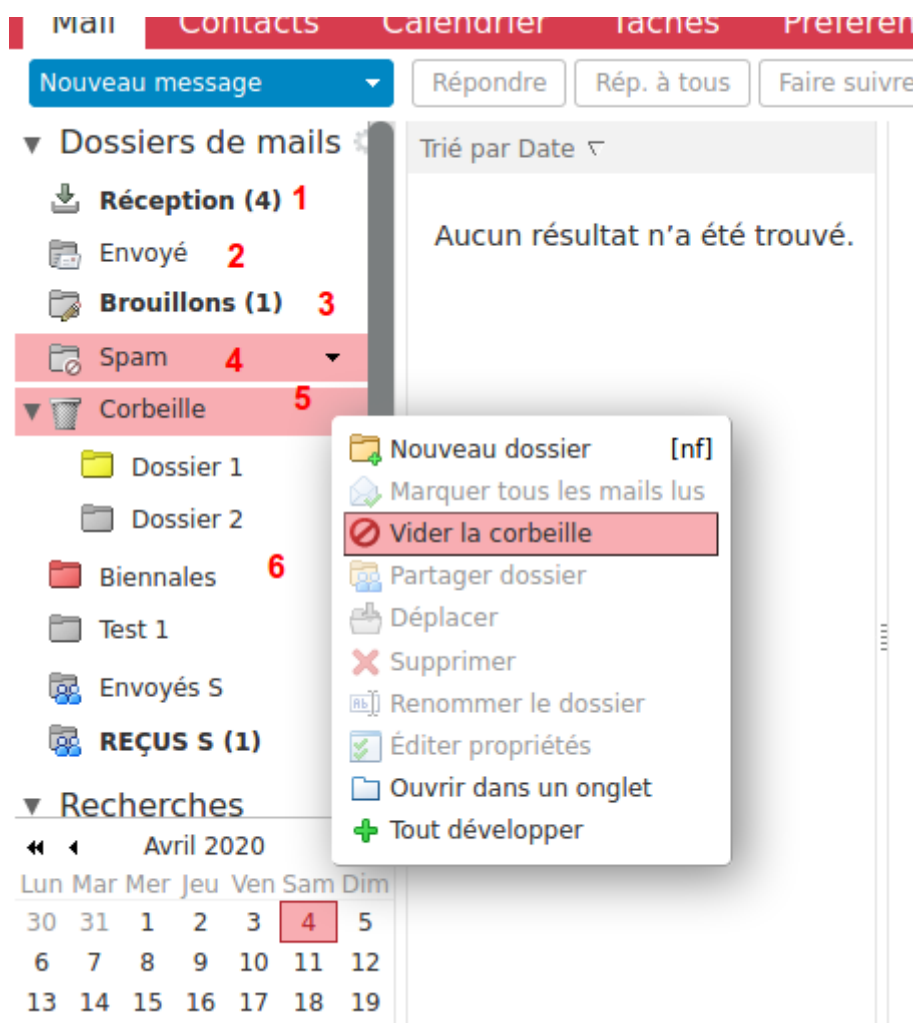 Mail Contacts Calendrier Tâches Préféren
Nouveau message Répondre Rép. à tous Faire suivre
Dossiers de mails
Trié par Date
Réception (4) 1
Aucun résultat n’a été trouvé.
Envoyé 2
Brouillons (1) 3
Spam 4
Corbeille 5
Dossier 1
Dossier 2
Biennales 6
Test 1
Envoyés S
REÇUS S (1)
Recherches
Nouveau dossier [nf]
Marquer tous les mails lus
Vider la corbeille
Partager dossier
Déplacer
Supprimer
Renommer le dossier
Éditer propriétés
Ouvrir dans un onglet
Tout développer
Avril 2020
Lun Mar Mer Jeu Ven Sam Dim
30 31 1 2 3 4 5
6 7 8 9 10 11 12
13 14 15 16 17 18 19